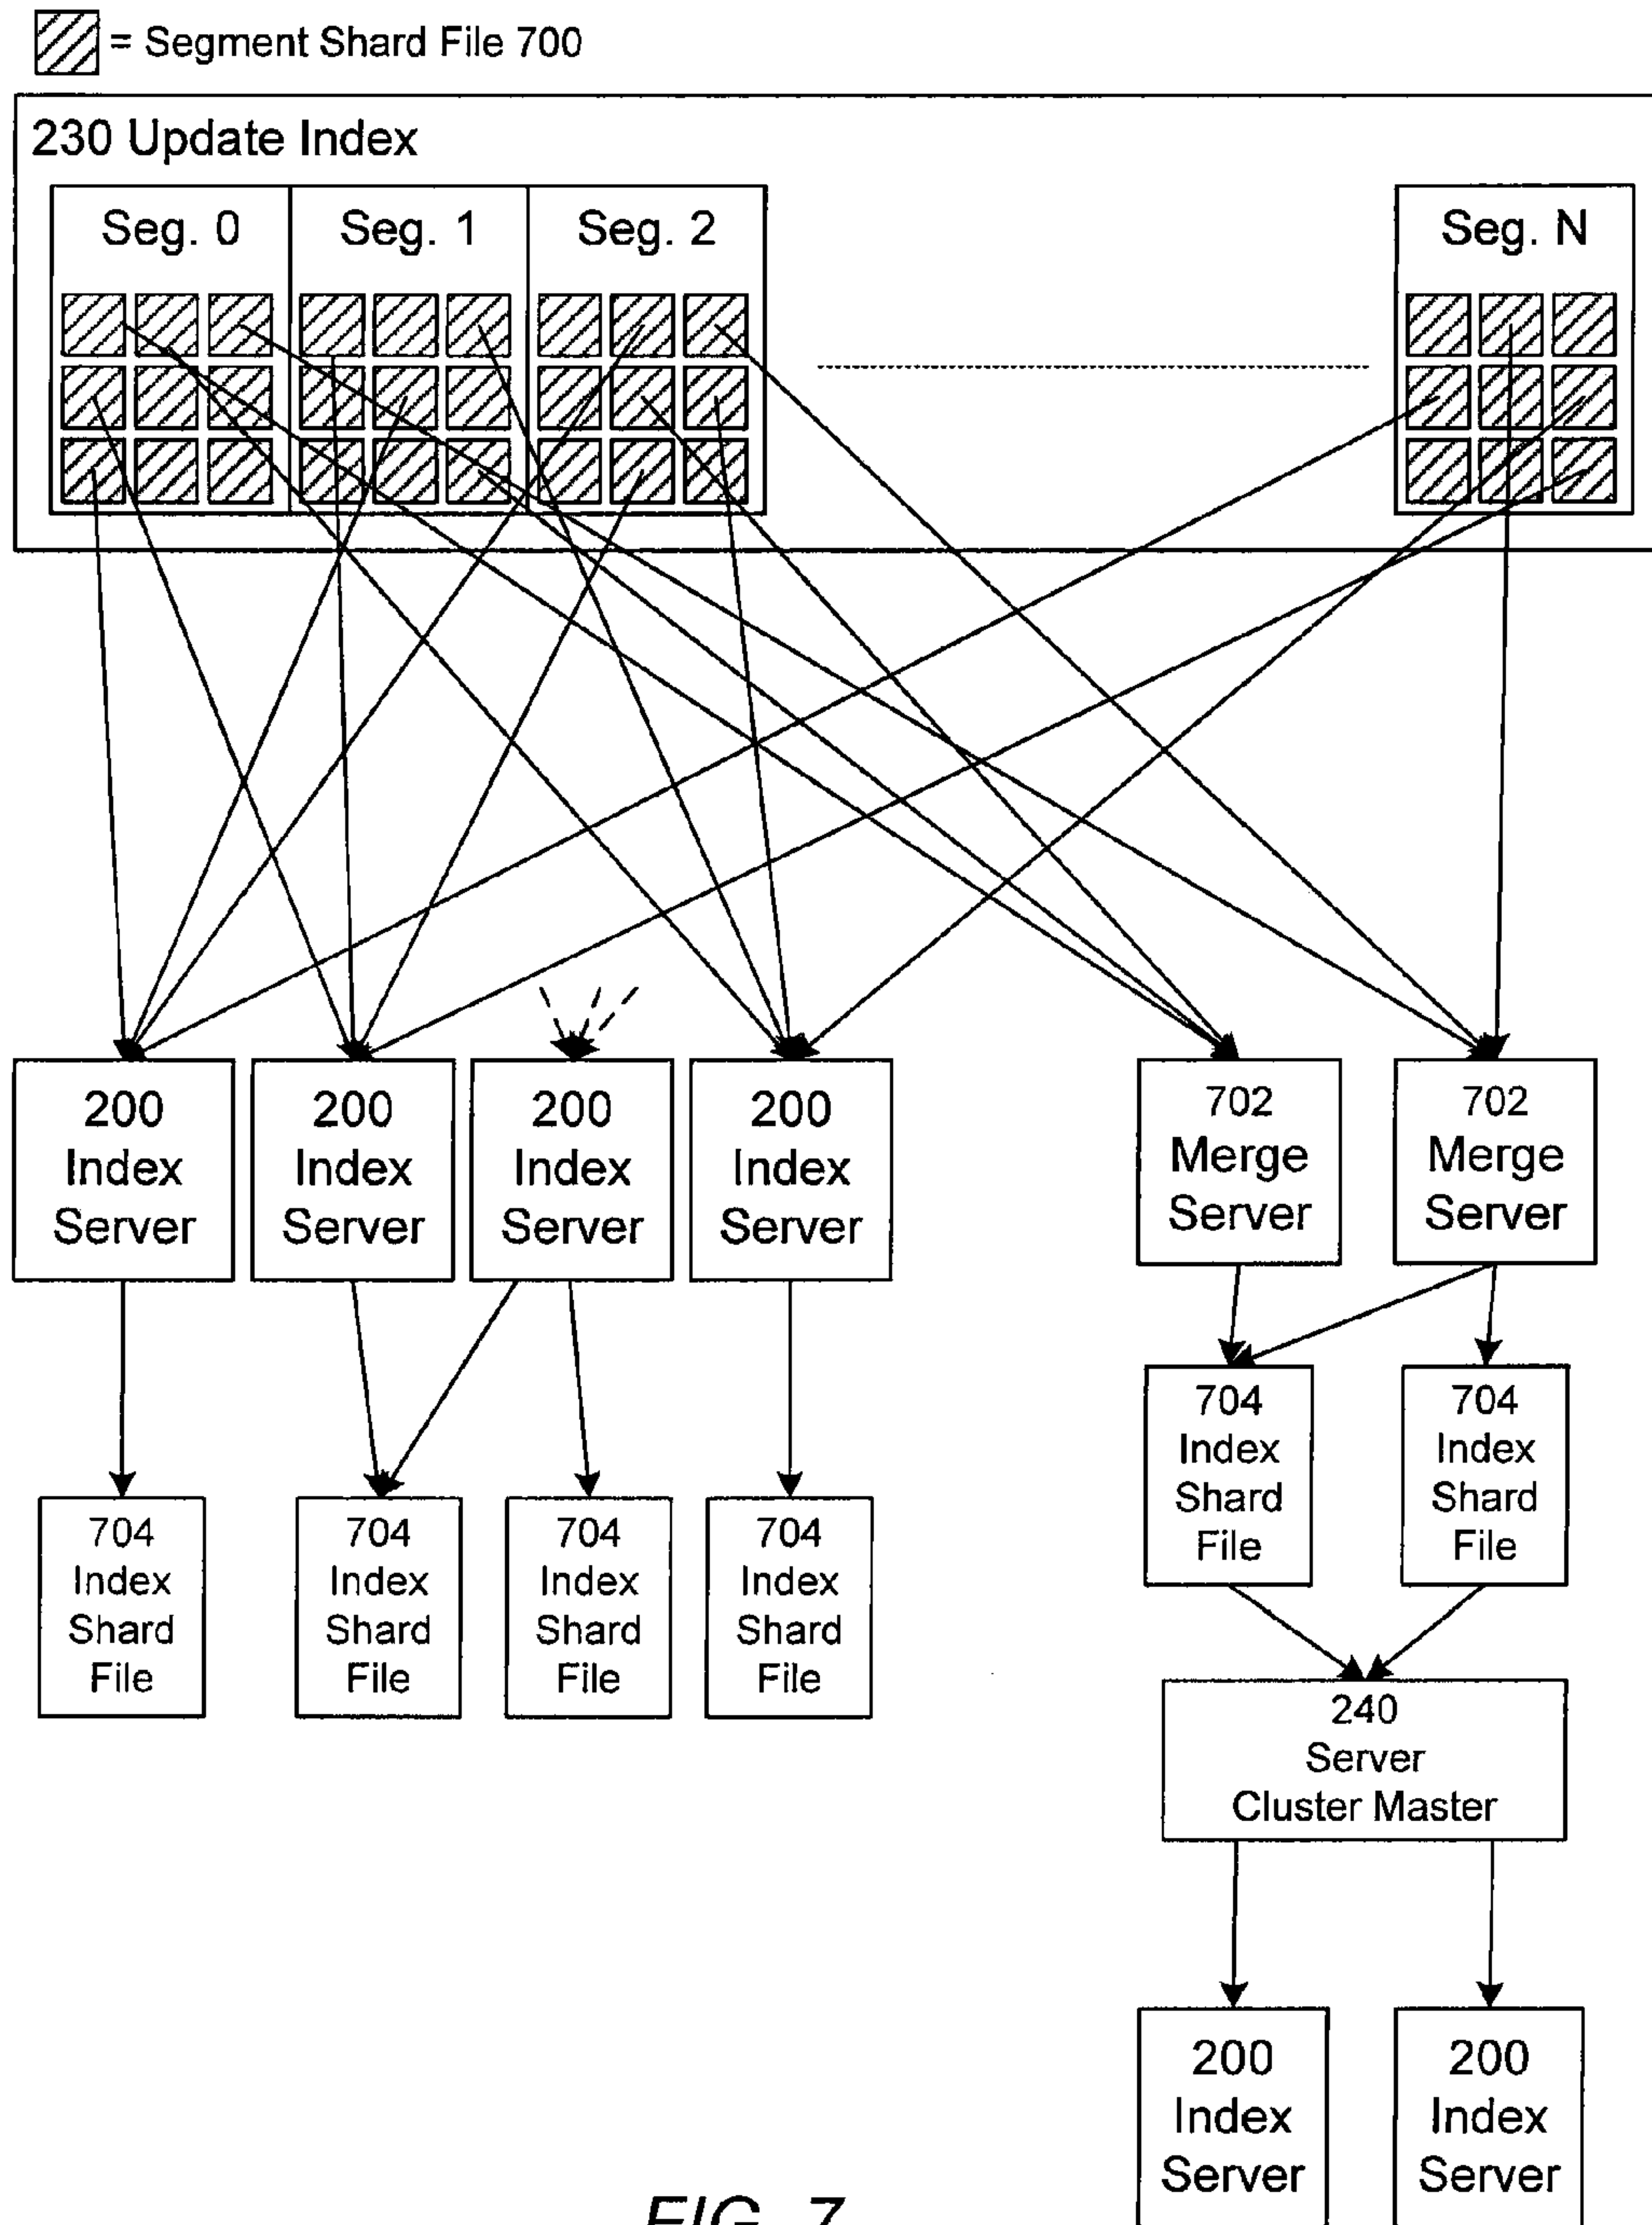 = Segment Shard File 700
230 Update Index
Seg. 0
Seg. 1
Seg. 2
Seg. N
200
Index
Server
200
Index
Server
200
Index
Server
200
Index
Server
702
Merge
Server
702
Merge
Server
704
Index
Shard
File
704
Index
Shard
File
704
Index
Shard
File
704
Index
Shard
File
704
Index
Shard
File
704
Index
Shard
File
240
Server
Cluster Master
200
Index
Server
200
Index
Server
FIG. 7